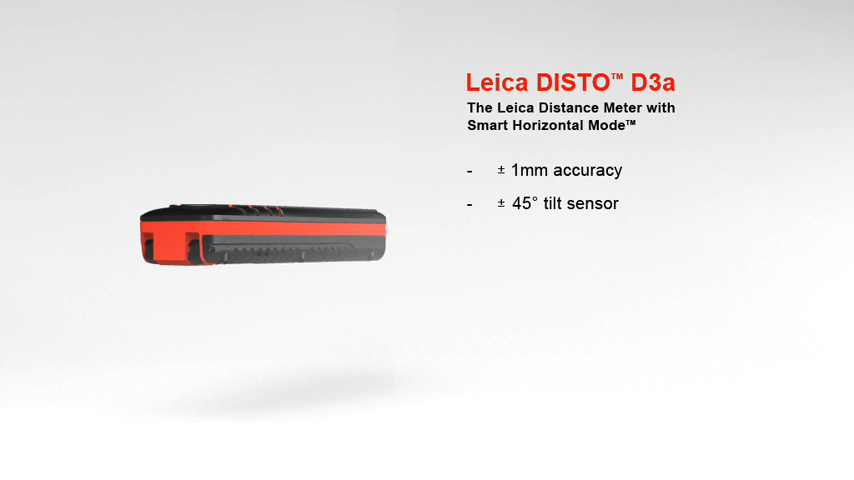 Leica DISTO™ D3a
The Leica Distance Meter with
Smart Horizontal Mode™
- ± 1mm accuracy
- ± 45° tilt sensor